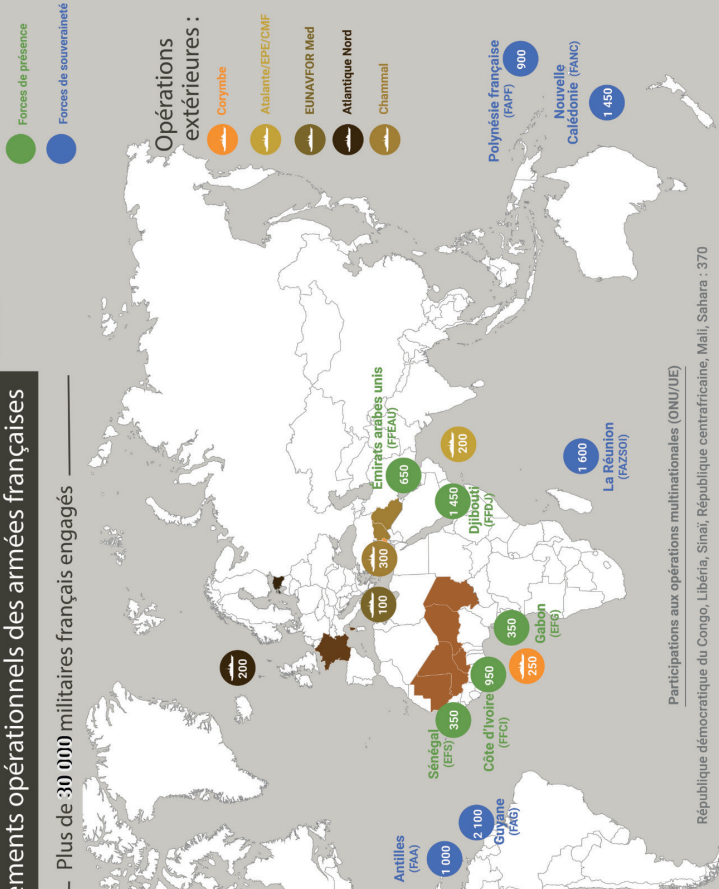 ements opérationnels des armées françaises
Plus de 30 000 militaires français engagés
Forces de présence
Forces de souveraineté
Opérations
extérieures :
Corymbe
Atalante/EPE/CMF
EUNAVFOR Med
Atlantique Nord
Chammal
200
100
300
Emirats arabes unis
(FFEAU)
650
1 450
Djibouti
(FFDJ)
200
Sénégal
(EFS)
350
Côte d'Ivoire
(FFCI)
950
350
Gabon
(EFG)
250
Antilles
(FAA)
1 000
2 100
Guyane
(FAG)
1 600
La Réunion
(FAZSOI)
Polynésie française
(FAPF)
900
Nouvelle
Calédonie (FANC)
1 450
Participations aux opérations multinationales (ONU/UE)
République démocratique du Congo, Libéria, Sinaï, République centrafricaine, Mali, Sahara : 370